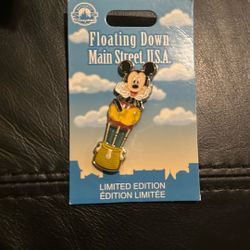 Floating Down
Main Street, U.S.A.
LIMITED EDITION
ÉDITION LIMITÉE